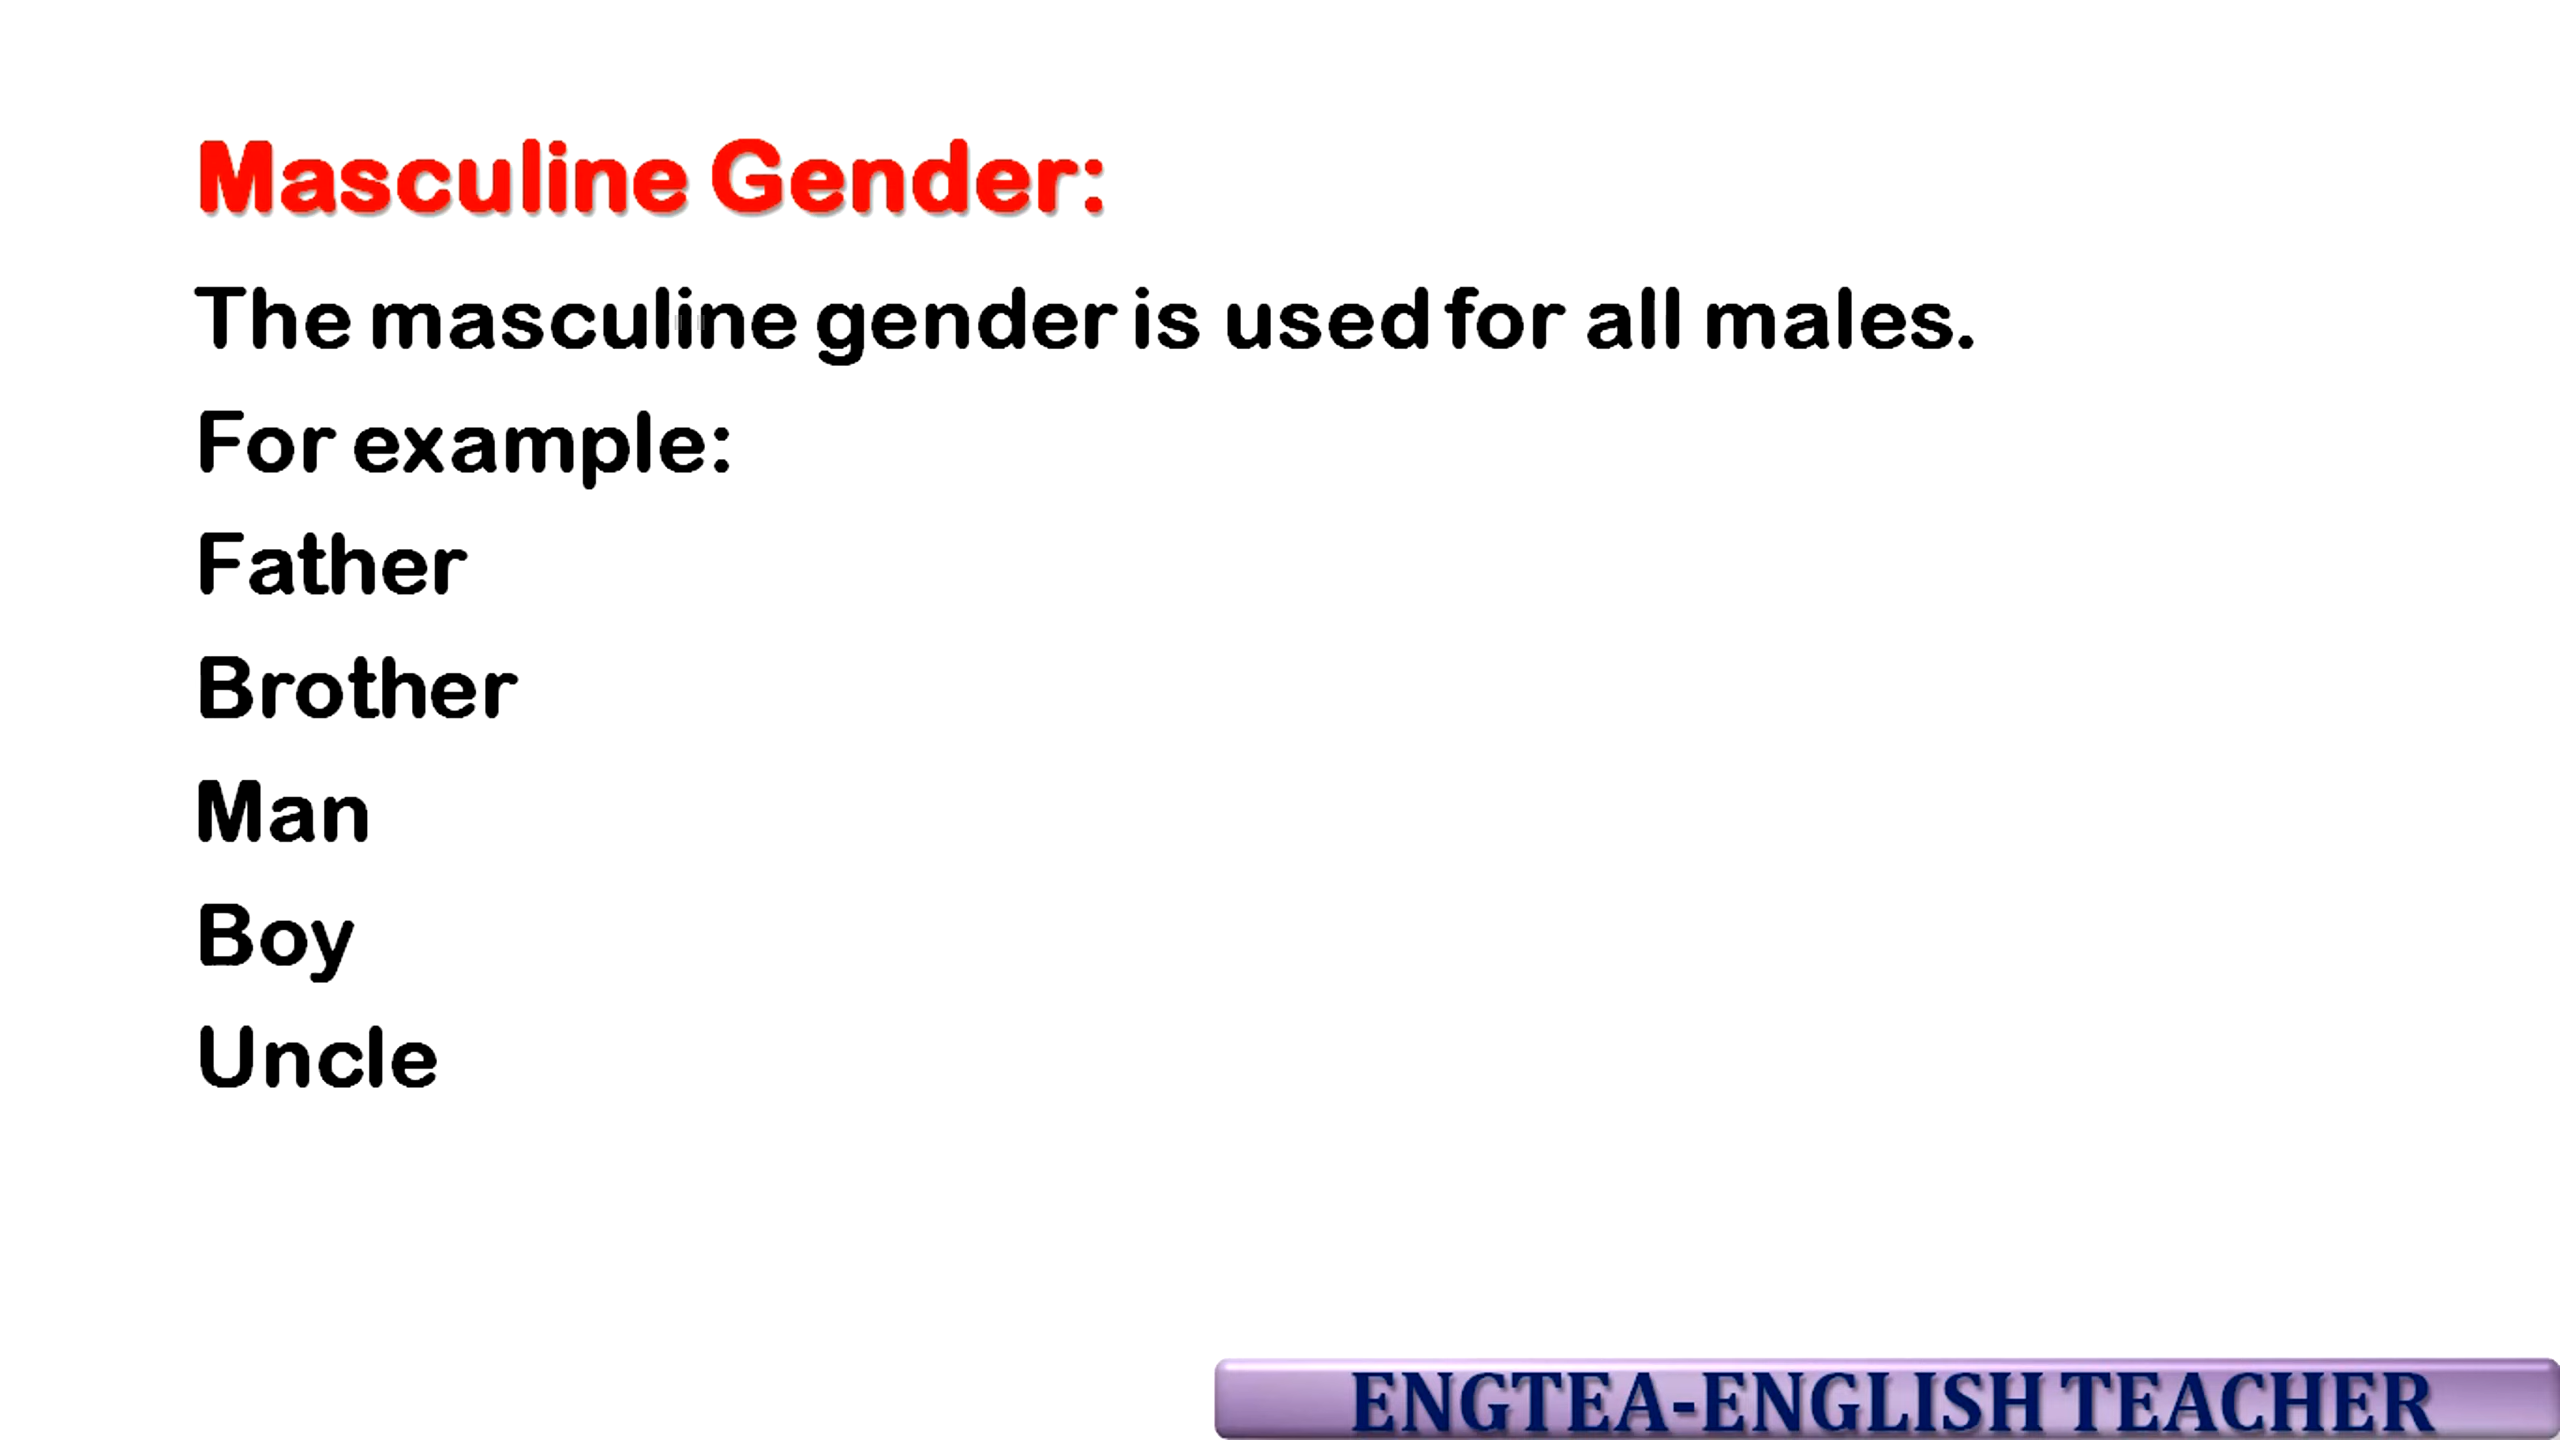 Masculine Gender:
The masculine gender is used for all males.
For example:
Father
Brother
Man
Boy
Uncle
ENGTEA-ENGLISH TEACHER